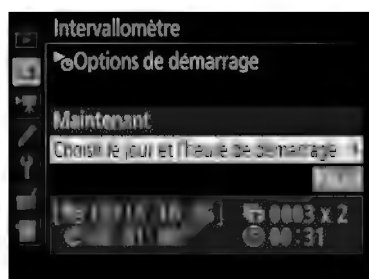 Intervallomètre
Options de démarrage
Maintenant
Choisir le jour et l'heure de démarrage
0003 x 2
00:31